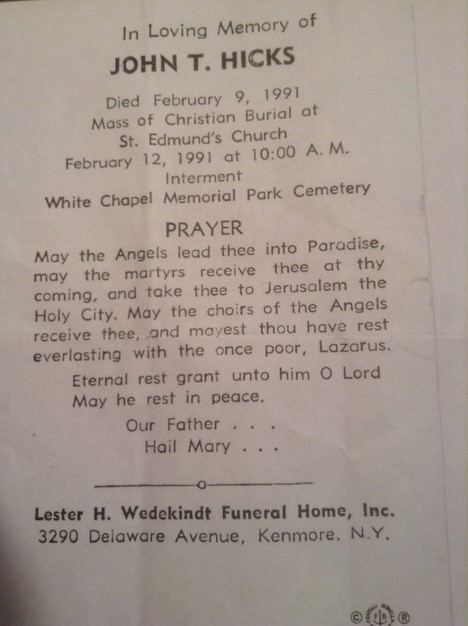 In Loving Memory of
JOHN T. HICKS
Died February 9, 1991
Mass of Christian Burial at
St. Edmund's Church
February 12, 1991 at 10:00 A. M.
Interment
White Chapel Memorial Park Cemetery
PRAYER
May the Angels lead thee into Paradise,
may the martyrs receive thee at thy
coming, and take thee to Jerusalem the
Holy City. May the choirs of the Angels
receive thee, and mayest thou have rest
everlasting with the once poor, Lazarus.
Eternal rest grant unto him O Lord
May he rest in peace.
Our Father . . .
Hail Mary . . .
Lester H. Wedekindt Funeral Home, Inc.
3290 Delaware Avenue, Kenmore. N.Y.
© ®